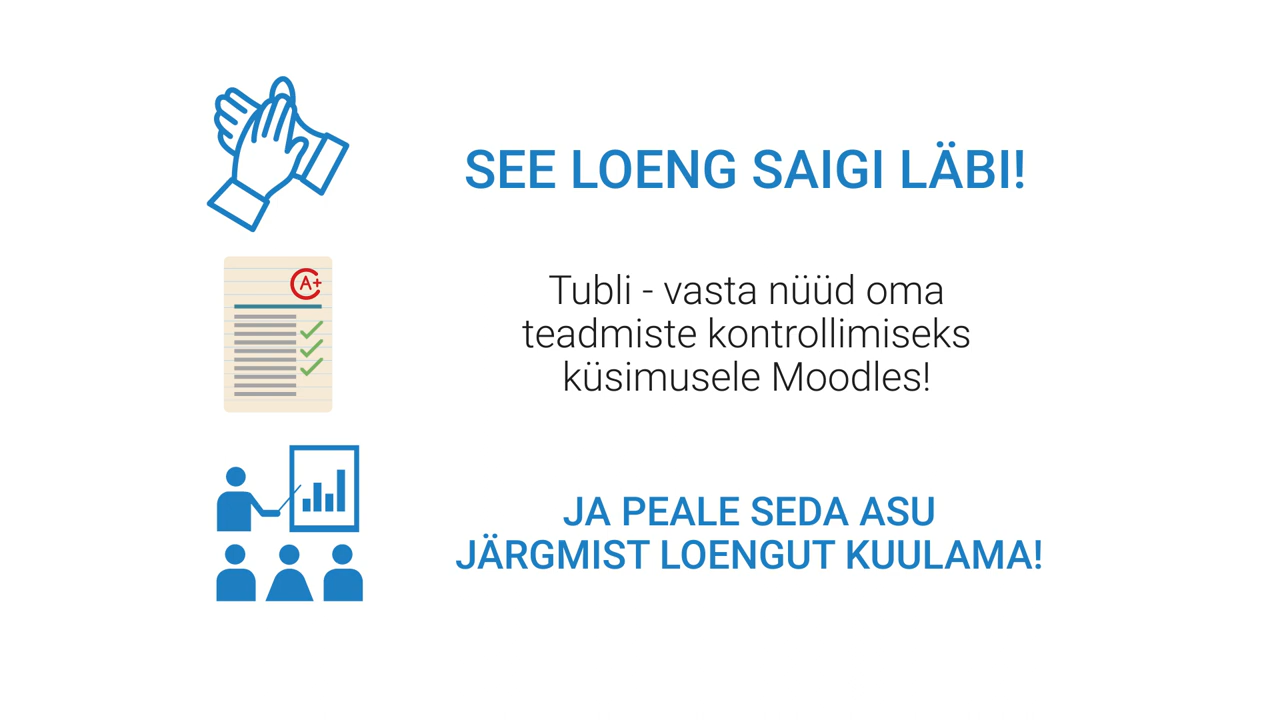 SEE LOENG SAIGI LÄBI!
A+
Tubli - vasta nüüd oma
teadmiste kontrollimiseks
küsimusele Moodles!
JA PEALE SEDA ASU
JÄRGMIST LOENGUT KUULAMA!